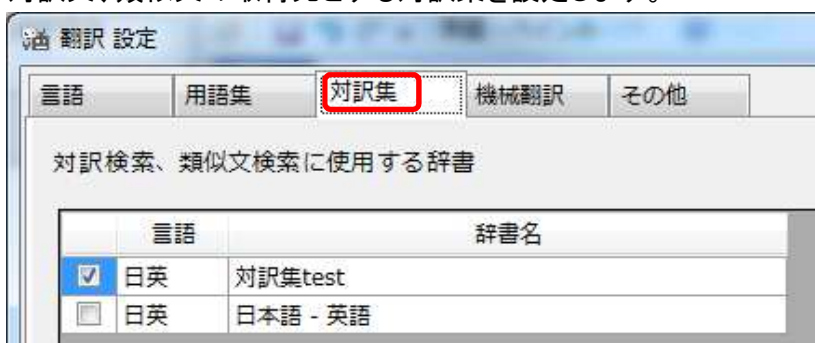 翻訳 設定
言語 用語集 対訳集 機械翻訳 その他
対訳検索、類似文検索に使用する辞書
言語 辞書名
日英 対訳集test
日英 日本語 - 英語